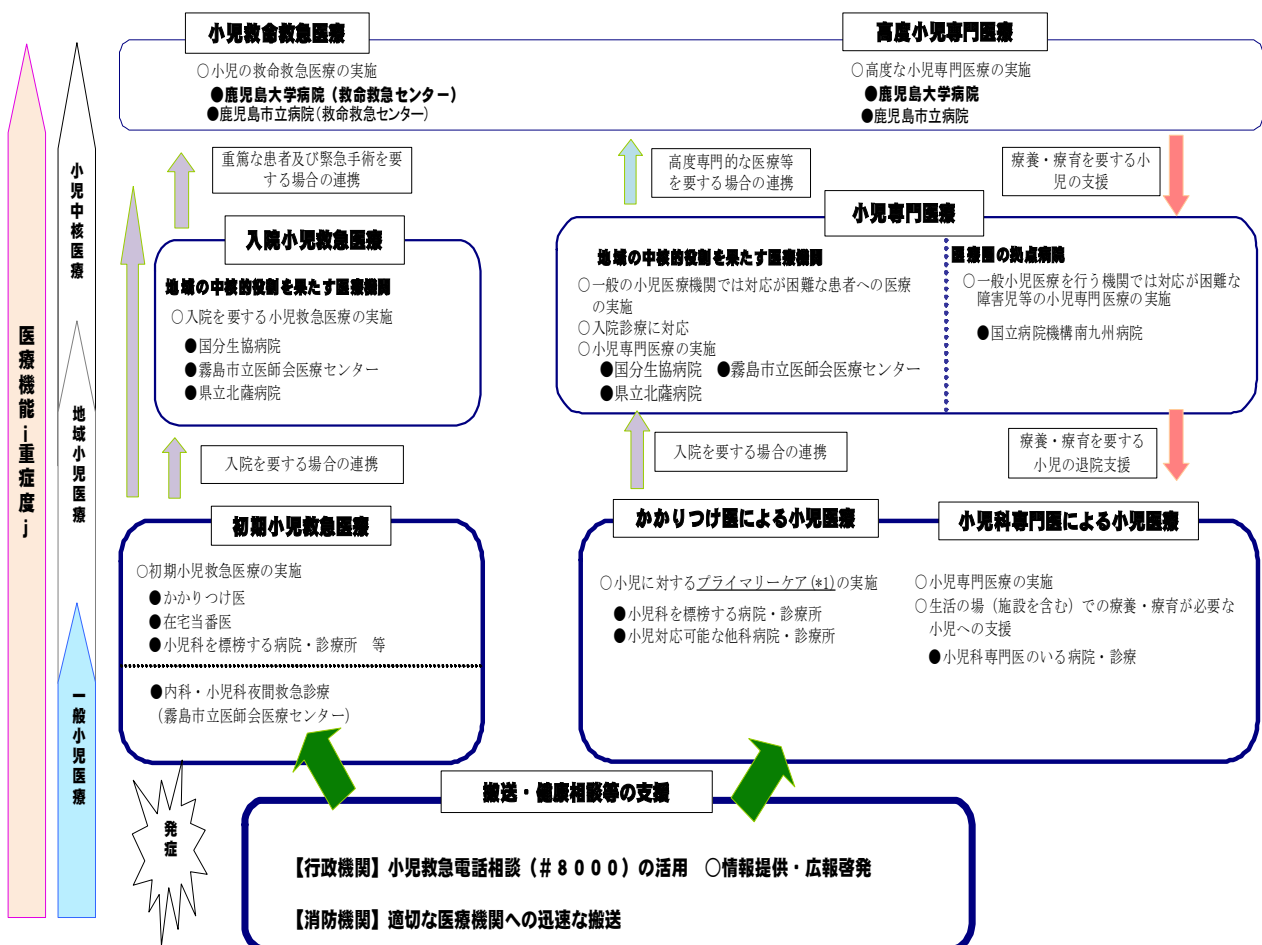 小児救命救急医療
○小児の救命救急医療の実施
●鹿児島大学病院（救命救急センター）
●鹿児島市立病院（救命救急センター）
高度小児専門医療
○高度な小児専門医療の実施
●鹿児島大学病院
●鹿児島市立病院
重篤な患者及び緊急手術を要
する場合の連携
高度専門的な医療等
を要する場合の連携
療養・療育を要する小
児の支援
入院小児救急医療
地域の中核的役割を果たす医療機関
○入院を要する小児救急医療の実施
●国分生協病院
●霧島市立医師会医療センター
●県立北薩病院
小児専門医療
地域の中核的役割を果たす医療機関
○一般の小児医療機関では対応が困難な患者への医療
の実施
○入院診療に対応
○小児専門医療の実施
●国分生協病院　●霧島市立医師会医療センター
●県立北薩病院
医療圏の拠点病院
○一般小児医療を行う機関では対応が困難な
障害児等の小児専門医療の実施
●国立病院機構南九州病院
入院を要する場合の連携
入院を要する場合の連携
療養・療育を要する
小児の退院支援
初期小児救急医療
○初期小児救急医療の実施
●かかりつけ医
●在宅当番医
●小児科を標榜する病院・診療所　等
●内科・小児科夜間救急診療
（霧島市立医師会医療センター）
かかりつけ医による小児医療
○小児に対するプライマリーケア(*1)の実施
●小児科を標榜する病院・診療所
●小児対応可能な他科病院・診療所
小児科専門医による小児医療
○小児専門医療の実施
○生活の場（施設を含む）での療養・療育が必要な
小児への支援
●小児科専門医のいる病院・診療
医療機能ｊ重症度ｊ
小児中核医療
地域小児医療
一般小児医療
発症
搬送・健康相談等の支援
【行政機関】小児救急電話相談（＃８０００）の活用　○情報提供・広報啓発
【消防機関】適切な医療機関への迅速な搬送